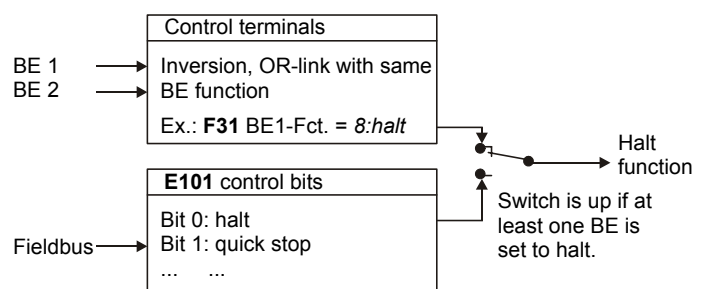 Control terminals
BE 1
BE 2
Inversion, OR-link with same
BE function
Ex.: F31 BE1-Fct. = 8:halt
Halt
function
E101 control bits
Bit 0: halt
Bit 1: quick stop
... ...
Fieldbus
Switch is up if at
least one BE is
set to halt.